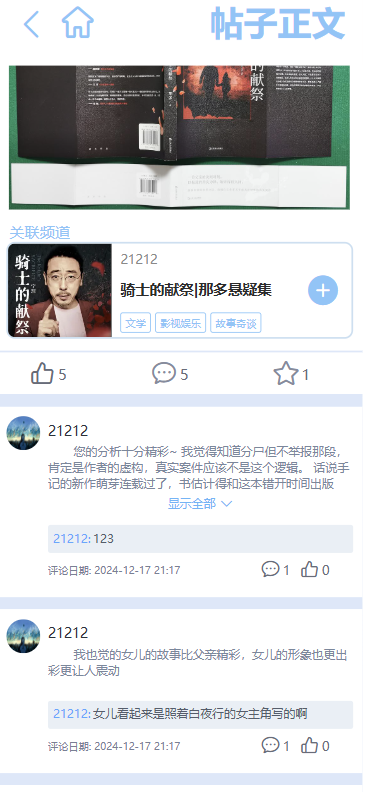 帖子正文
的献祭
关联频道
骑士的献祭
21212
骑士的献祭|那多悬疑集
文学 影视娱乐 故事奇谈
5 5 1
21212
您的分析十分精彩~ 我觉得知道分尸但不举报那段，
肯定是作者的虚构，真实案件应该不是这个逻辑。 话说手
记的新作萌芽连载过了，书估计得和这本错开时间出版
显示全部
21212: 123
评论日期: 2024-12-17 21:17 1 0
21212
我也觉的女儿的故事比父亲精彩，女儿的形象也更出
彩更让人震动
21212: 女儿看起来是照着白夜行的女主角写的啊
评论日期: 2024-12-17 21:17 1 0